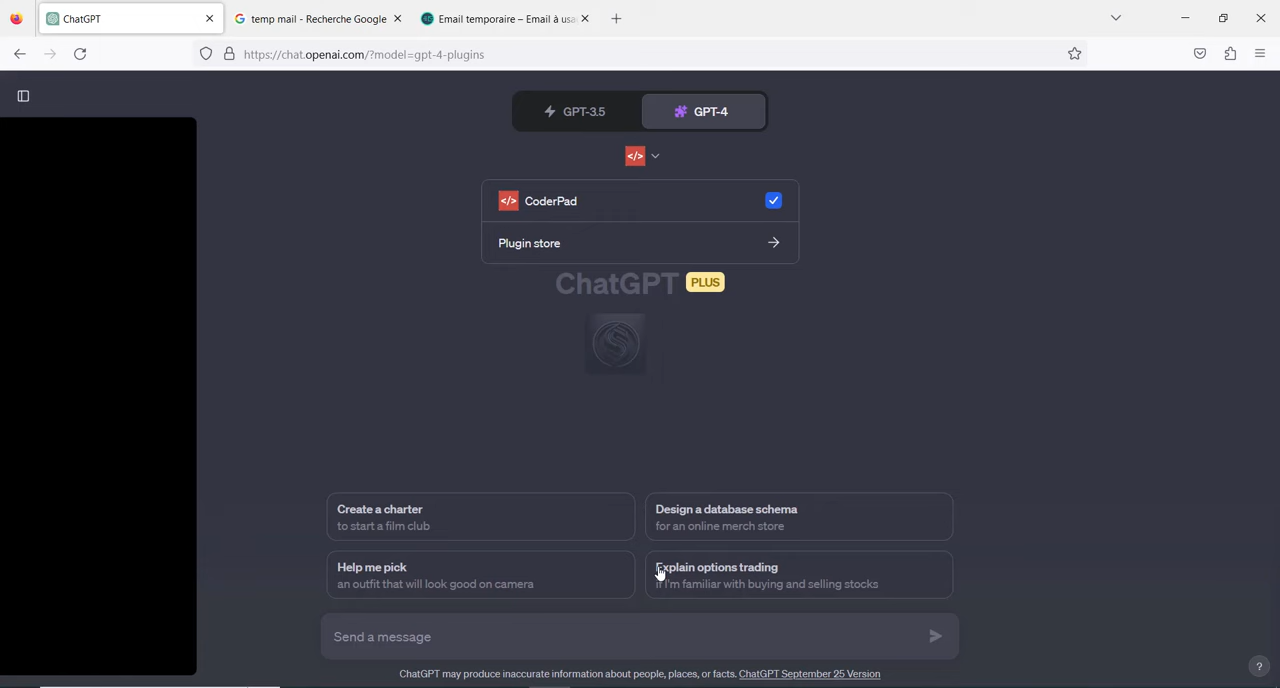 ChatGPT
temp mail - Recherche Google
Email temporaire – Email à usa
https://chat.openai.com/?model=gpt-4-plugins
GPT-3.5
GPT-4
</>
</> CoderPad
Plugin store
ChatGPT PLUS
Create a charter
to start a film club
Design a database schema
for an online merch store
Help me pick
an outfit that will look good on camera
Explain options trading
if I'm familiar with buying and selling stocks
Send a message
ChatGPT may produce inaccurate information about people, places, or facts. ChatGPT September 25 Version
?